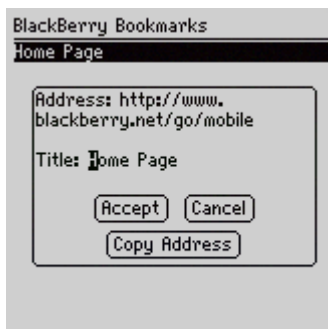 BlackBerry Bookmarks
Home Page
Address: http://www.
blackberry.net/go/mobile
Title: Home Page
Accept Cancel
Copy Address